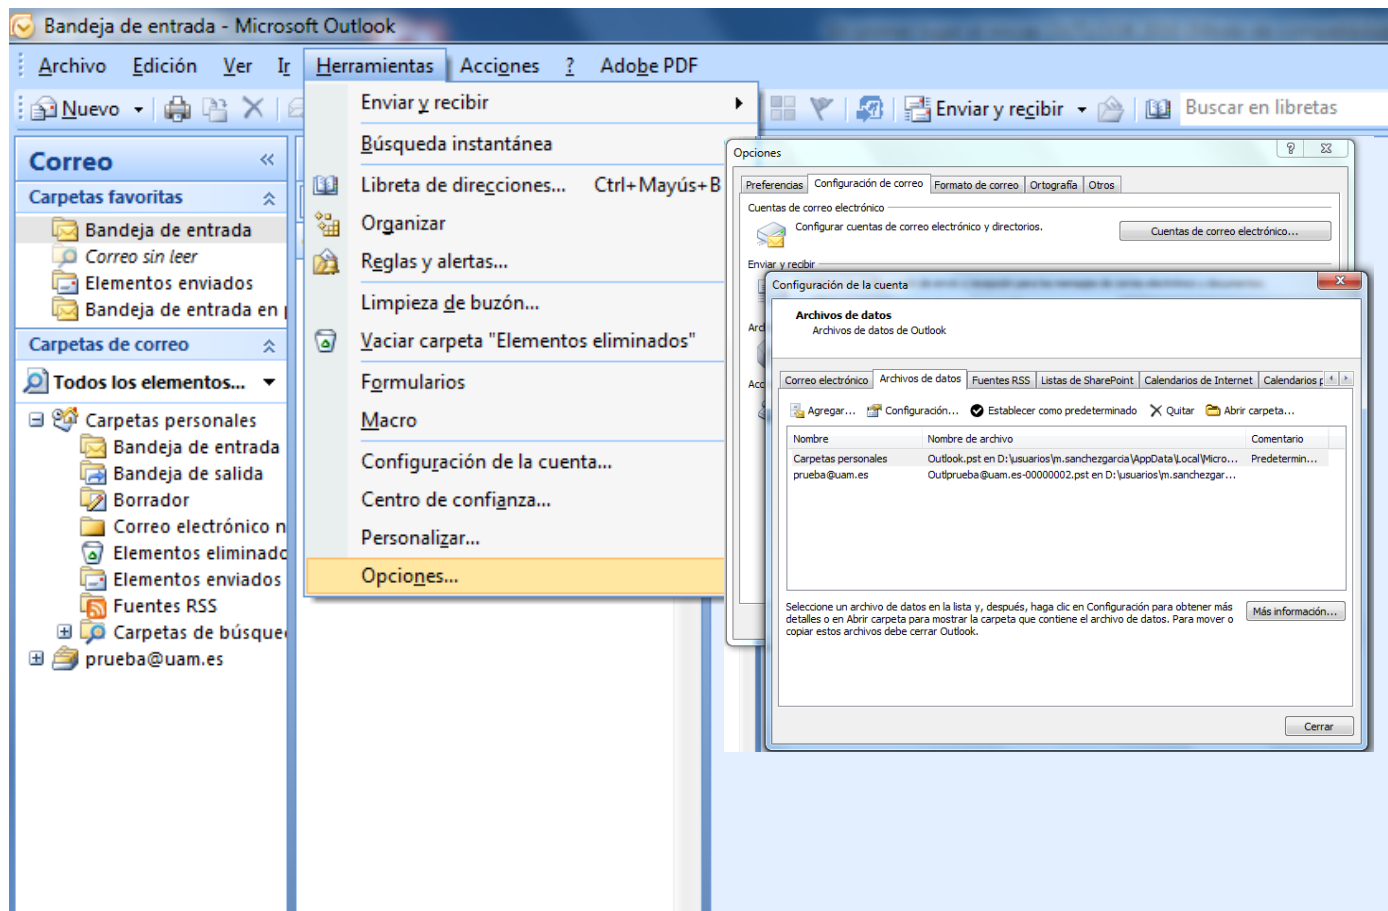 Bandeja de entrada - Microsoft Outlook
Archivo Edición Ver Ir Herramientas Acciones ? Adobe PDF
Nuevo
Enviar y recibir
Buscar en libretas
Correo
Carpetas favoritas
Bandeja de entrada
Correo sin leer
Elementos enviados
Bandeja de entrada en
Carpetas de correo
Todos los elementos...
Carpetas personales
Bandeja de entrada
Bandeja de salida
Borrador
Correo electrónico n
Elementos eliminado
Elementos enviados
Fuentes RSS
Carpetas de búsque
prueba@uam.es
Enviar y recibir
Búsqueda instantánea
Libreta de direcciones... Ctrl+Mayús+B
Organizar
Reglas y alertas...
Limpieza de buzón...
Vaciar carpeta "Elementos eliminados"
Formularios
Macro
Configuración de la cuenta...
Centro de confianza...
Personalizar...
Opciones...
Opciones
Preferencias Configuración de correo Formato de correo Ortografía Otros
Cuentas de correo electrónico
Configurar cuentas de correo electrónico y directorios.
Cuentas de correo electrónico...
Enviar y recibir
Configuración de la cuenta
Archivos de datos
Archivos de datos de Outlook
Correo electrónico Archivos de datos Fuentes RSS Listas de SharePoint Calendarios de Internet Calendarios p
Agregar... Configuración... Establecer como predeterminado Quitar Abrir carpeta...
Nombre Nombre de archivo Comentario
Carpetas personales Outlook.pst en D:\usuarios\m.sanchezgarcia\AppData\Local\Micro... Predetermin...
prueba@uam.es Outlprueba@uam.es-00000002.pst en D:\usuarios\m.sanchezgar...
Seleccione un archivo de datos en la lista y, después, haga clic en Configuración para obtener más
detalles o en Abrir carpeta para mostrar la carpeta que contiene el archivo de datos. Para mover o
copiar estos archivos debe cerrar Outlook.
Más información...
Cerrar